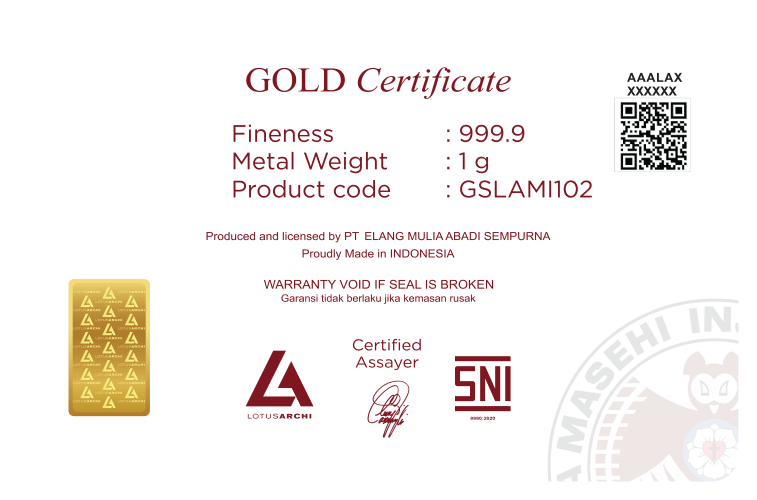 GOLD Certificate
AAALAX
XXXXXX
Fineness : 999.9
Metal Weight : 1 g
Product code : GSLAMI102
Produced and licensed by PT ELANG MULIA ABADI SEMPURNA
Proudly Made in INDONESIA
WARRANTY VOID IF SEAL IS BROKEN
Garansi tidak berlaku jika kemasan rusak
Certified
Assayer
LOTUSARCHI
SNI
8880:2020
A MASEHI IN